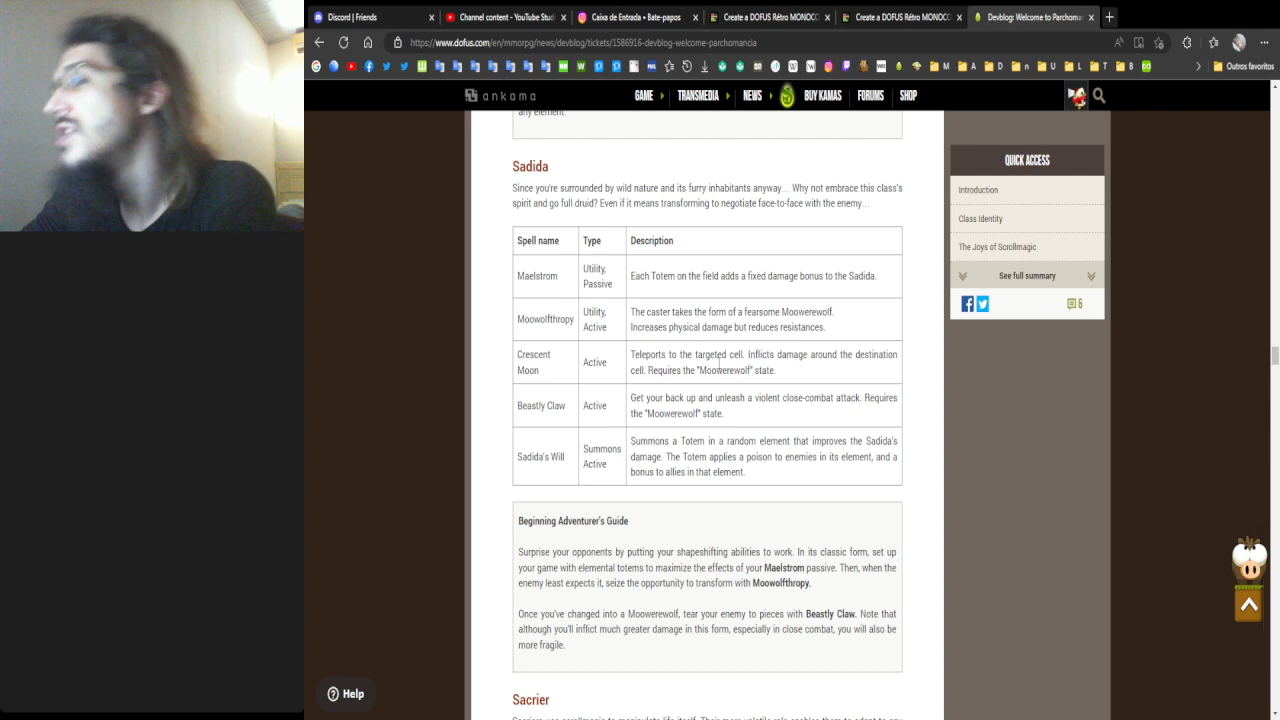 Discord | Friends
Channel content - YouTube Stud
Caixa de Entrada • Bate-papos
Create a DOFUS Rétro MONOCO
Create a DOFUS Rétro MONOCO
Devblog: Welcome to Parchoma
https://www.dofus.com/en/mmorpg/news/devblog/tickets/1586916-devblog-welcome-parchomancia
M A D n U L T B Outros favoritos
ankama
GAME TRANSMEDIA NEWS BUY KAMAS FORUMS SHOP
any element.
Sadida
Since you're surrounded by wild nature and its furry inhabitants anyway... Why not embrace this class's
spirit and go full druid? Even if it means transforming to negotiate face-to-face with the enemy...
Spell name Type Description
Maelstrom Utility, Passive Each Totem on the field adds a fixed damage bonus to the Sadida.
Moowolfthropy Utility, Active The caster takes the form of a fearsome Moowerewolf.
Increases physical damage but reduces resistances.
Crescent Moon Active Teleports to the targeted cell. Inflicts damage around the destination
cell. Requires the "Moowerewolf" state.
Beastly Claw Active Get your back up and unleash a violent close-combat attack. Requires
the "Moowerewolf" state.
Sadida's Will Summons Active Summons a Totem in a random element that improves the Sadida's
damage. The Totem applies a poison to enemies in its element, and a
bonus to allies in that element.
Beginning Adventurer's Guide
Surprise your opponents by putting your shapeshifting abilities to work. In its classic form, set up
your game with elemental totems to maximize the effects of your Maelstrom passive. Then, when the
enemy least expects it, seize the opportunity to transform with Moowolfthropy.
Once you've changed into a Moowerewolf, tear your enemy to pieces with Beastly Claw. Note that
although you'll inflict much greater damage in this form, especially in close combat, you will also be
more fragile.
Sacrier
QUICK ACCESS
Introduction
Class Identity
The Joys of Scrollmagic
See full summary
6
Help